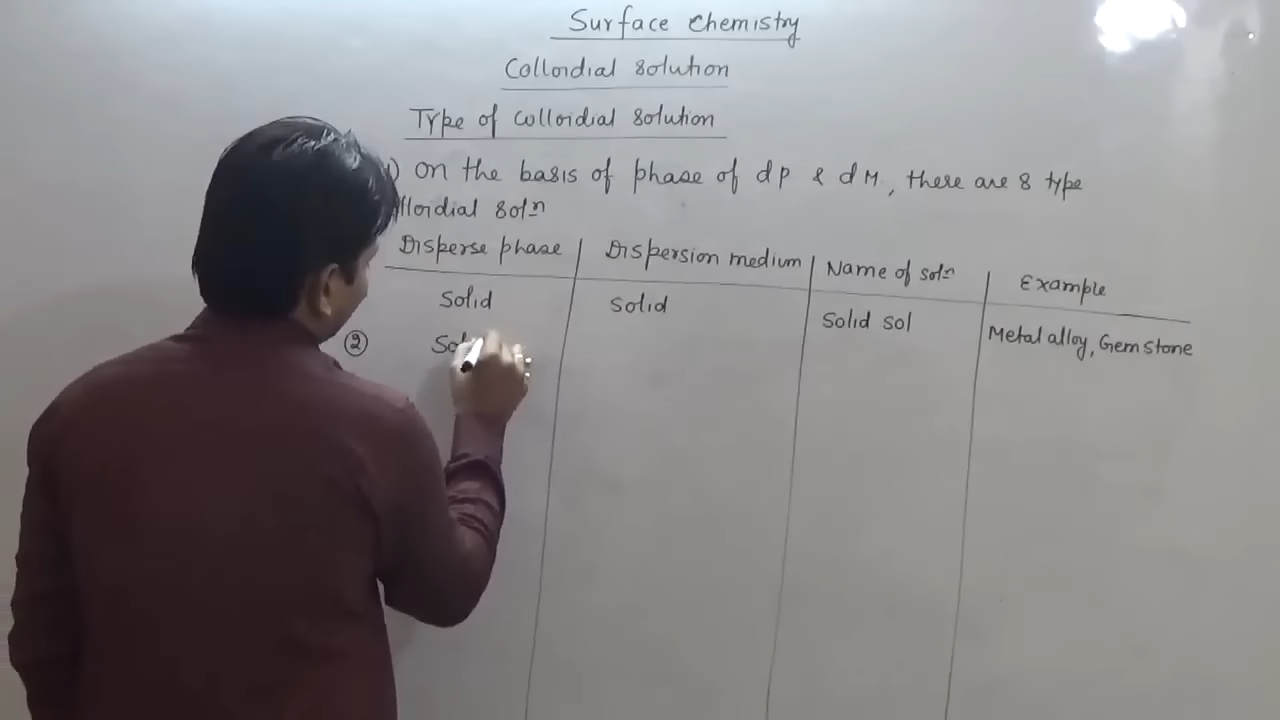 Surface Chemistry
Colloidial Solution
Type of Colloidial Solution
) On the basis of phase of dP & dM, there are 8 type
lloidial Solⁿ
Disperse phase | Dispersion medium | Name of solⁿ | Example
Solid | Solid | Solid sol | Metal alloy, Gem stone
②